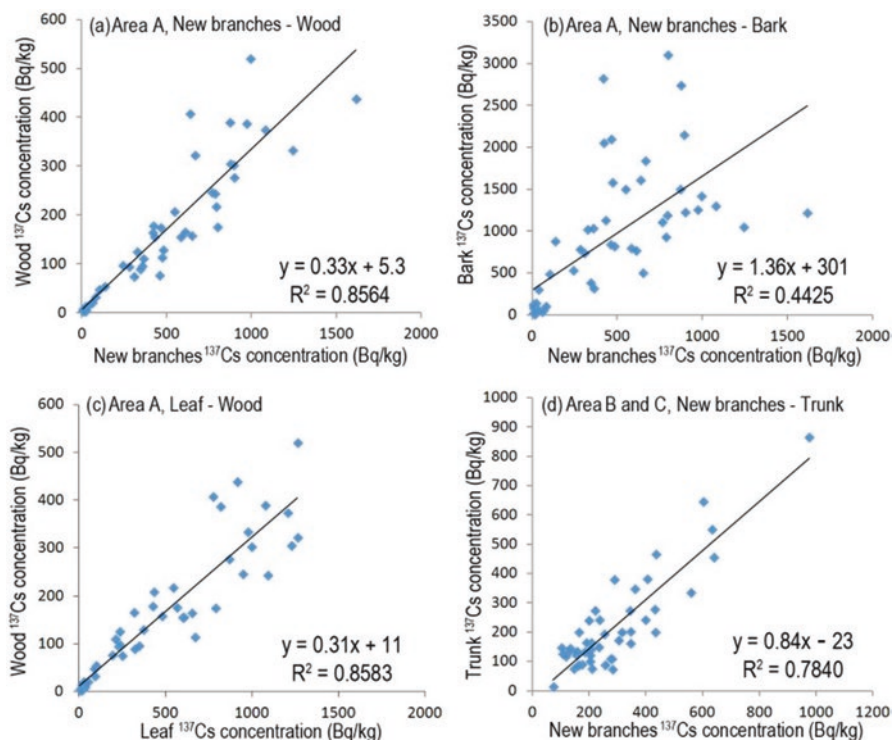 (a) Area A, New branches - Wood
Wood ¹³⁷Cs concentration (Bq/kg)
600
500
400
300
200
100
0
0 500 1000 1500 2000
y = 0.33x + 5.3
R² = 0.8564
New branches ¹³⁷Cs concentration (Bq/kg)
(b) Area A, New branches - Bark
Bark ¹³⁷Cs concentration (Bq/kg)
3500
3000
2500
2000
1500
1000
500
0
0 500 1000 1500 2000
y = 1.36x + 301
R² = 0.4425
New branches ¹³⁷Cs concentration (Bq/kg)
(c) Area A, Leaf - Wood
Wood ¹³⁷Cs concentration (Bq/kg)
600
500
400
300
200
100
0
0 500 1000 1500 2000
y = 0.31x + 11
R² = 0.8583
Leaf ¹³⁷Cs concentration (Bq/kg)
(d) Area B and C, New branches - Trunk
Trunk ¹³⁷Cs concentration (Bq/kg)
1000
900
800
700
600
500
400
300
200
100
0
0 200 400 600 800 1000 1200
y = 0.84x − 23
R² = 0.7840
New branches ¹³⁷Cs concentration (Bq/kg)